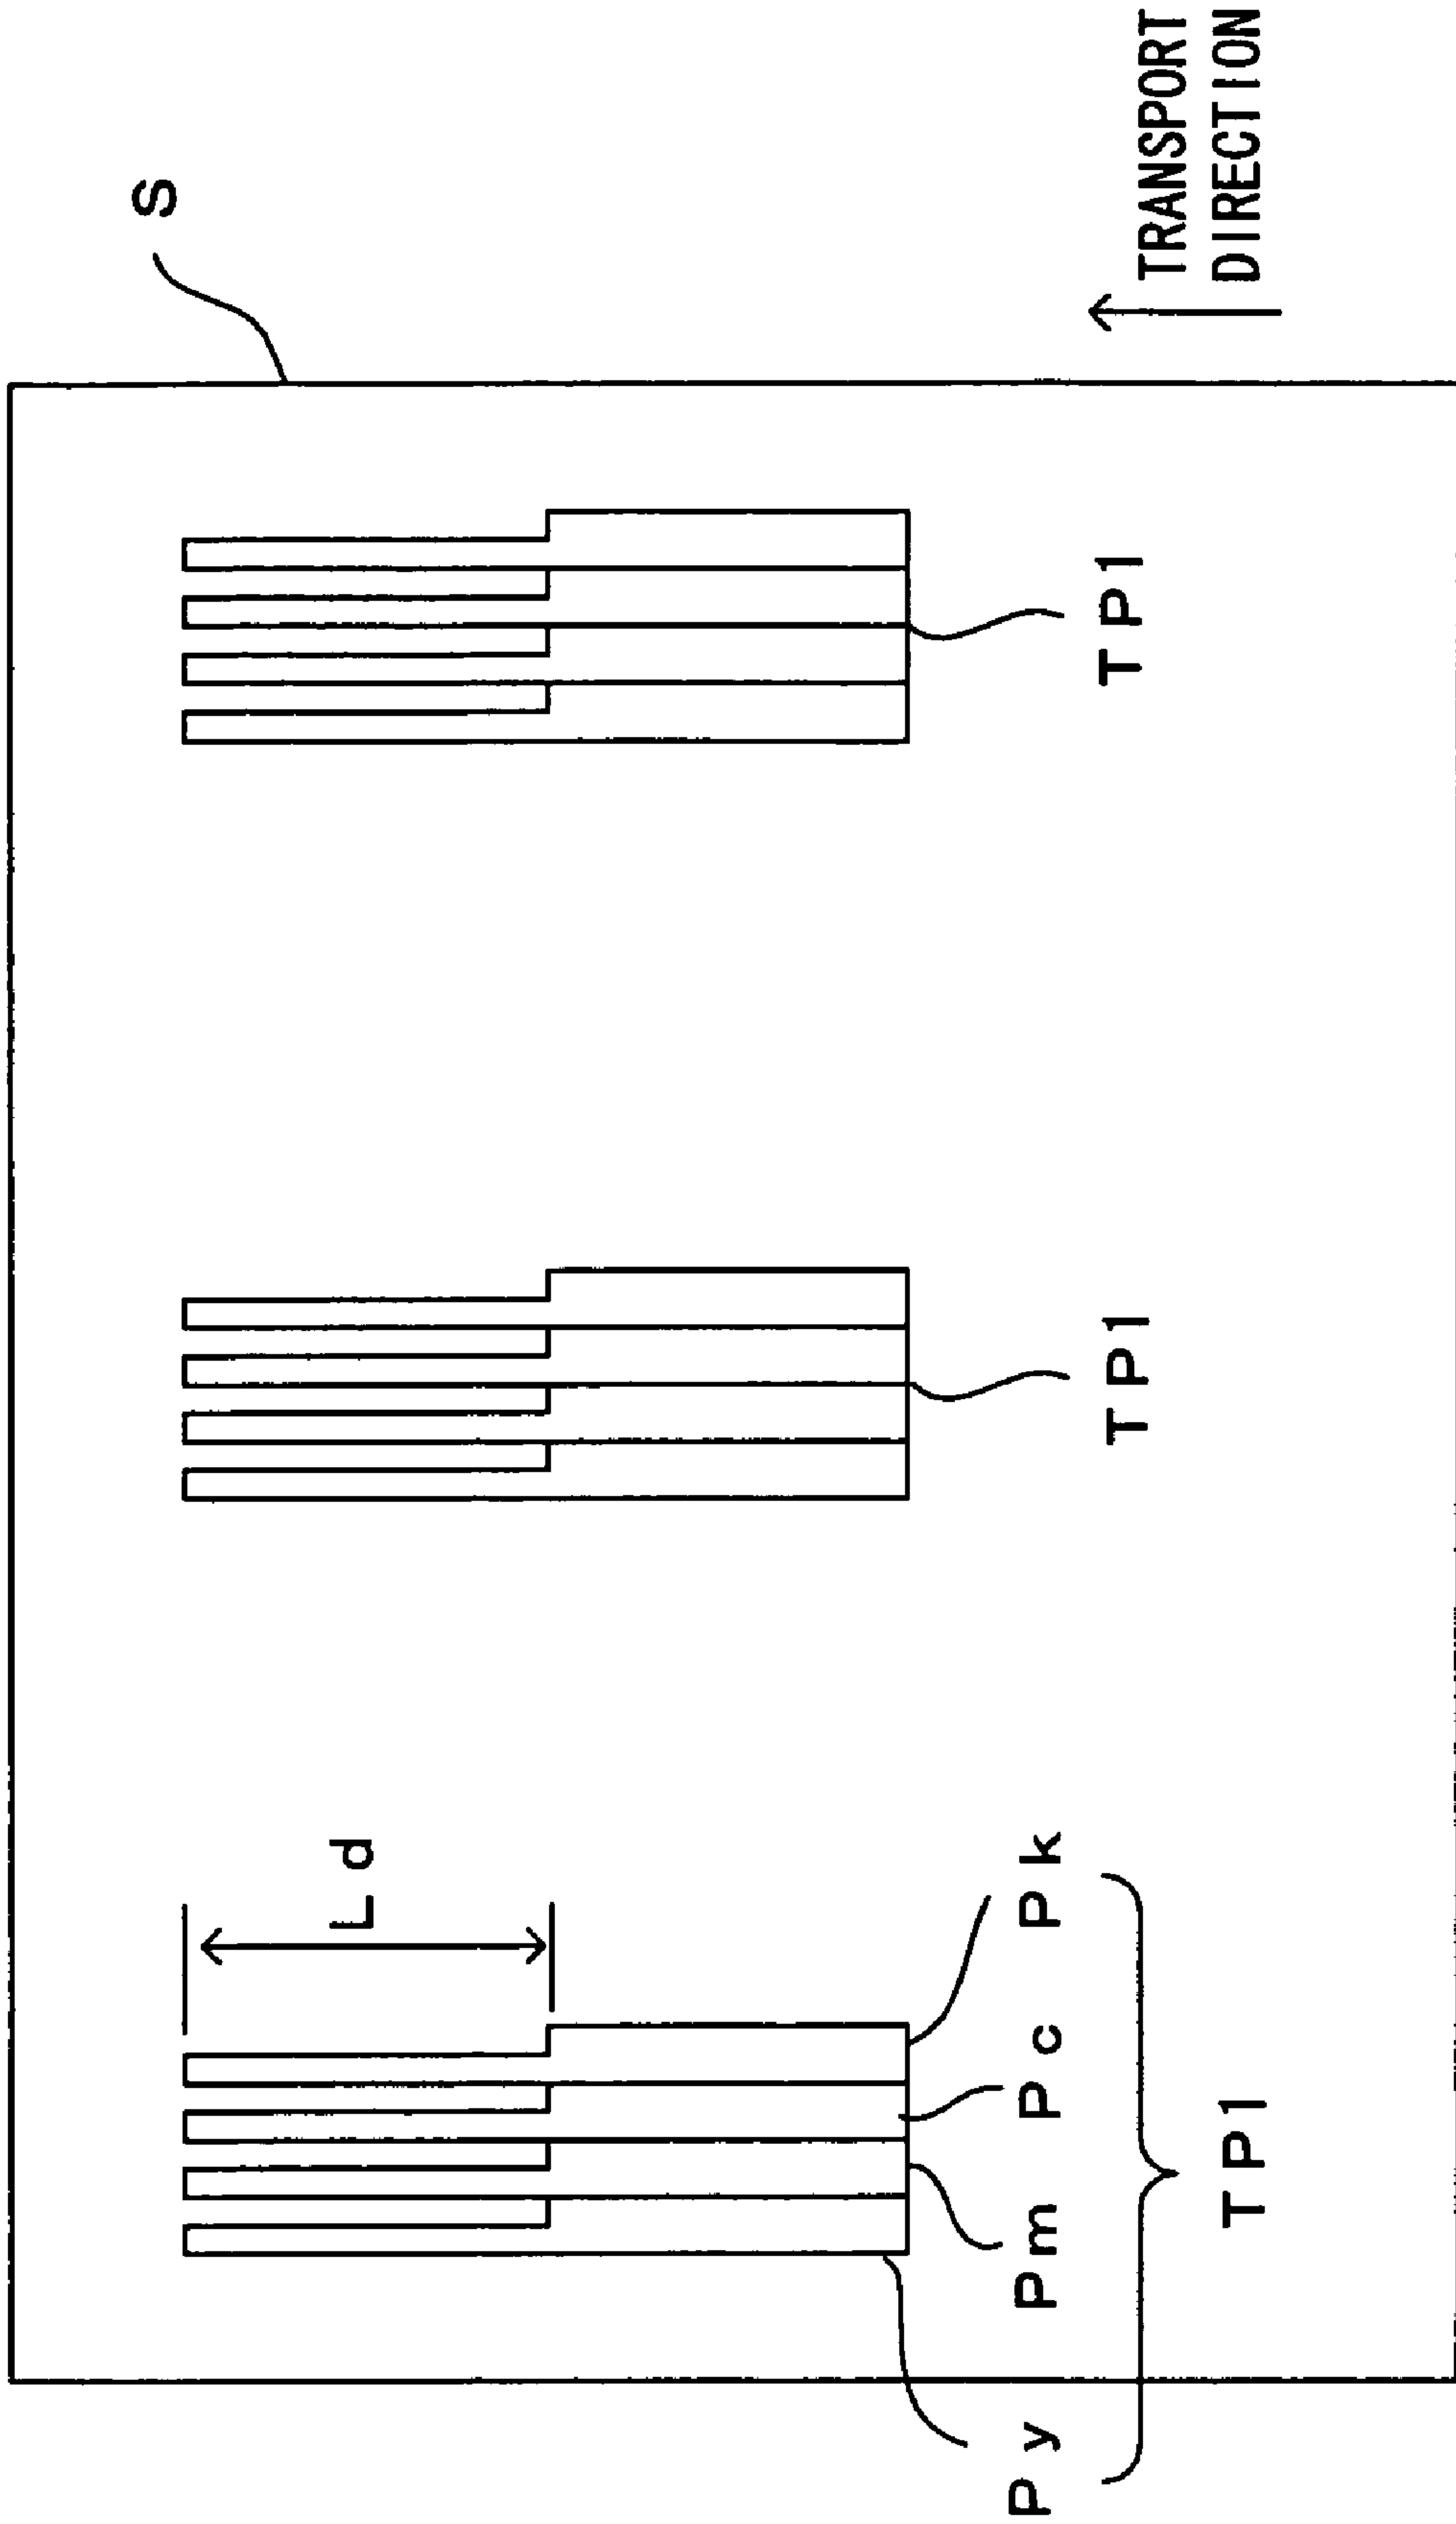 S
TRANSPORT
DIRECTION
Ld
Py Pm Pc Pk
TP1 TP1 TP1